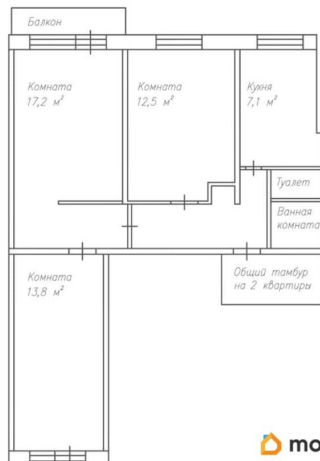 Балкон
Комната
17,2 м²
Комната
12,5 м²
Кухня
7,1 м²
Туалет
Ванная
комната
Комната
13,8 м²
Общий тамбур
на 2 квартиры